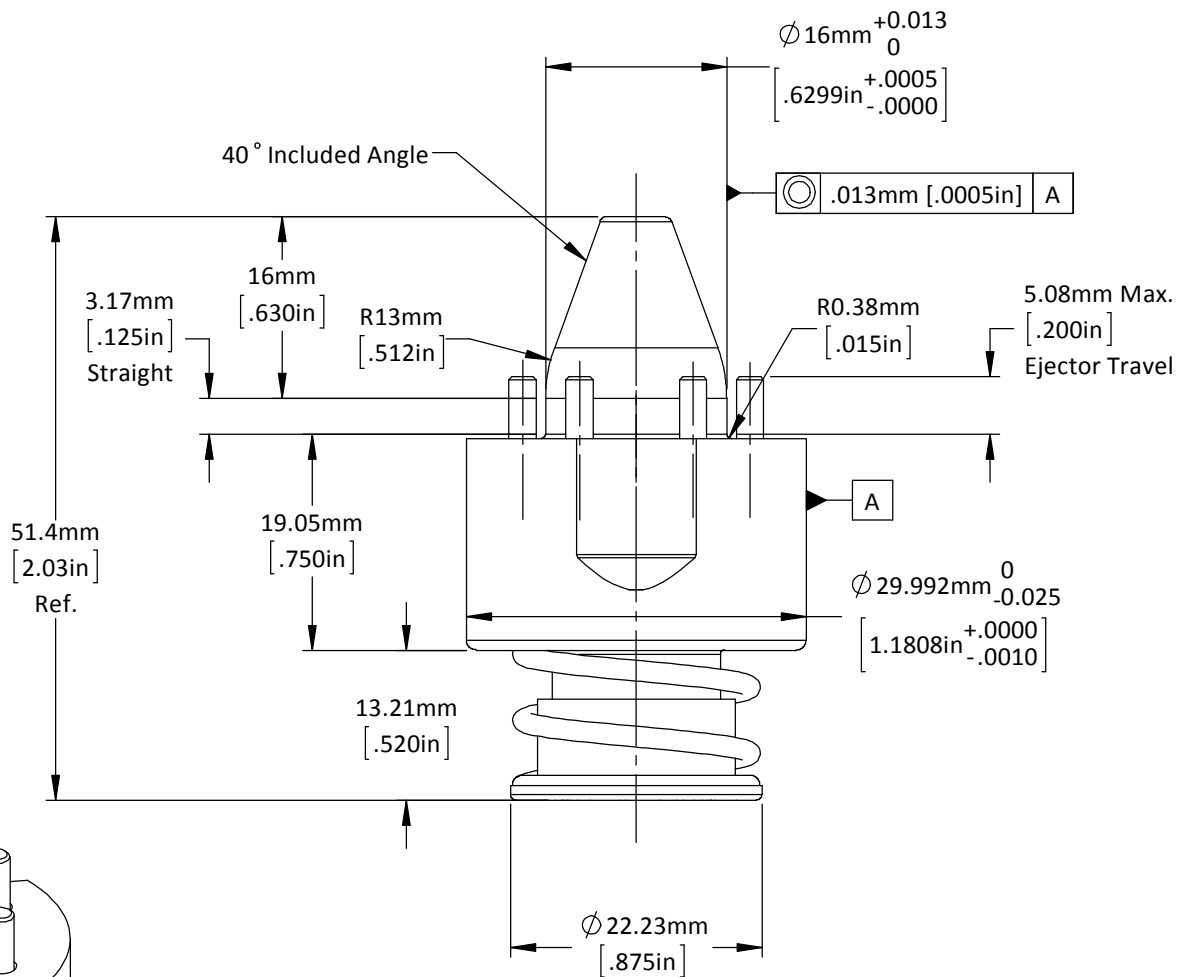 ∅16mm +0.013 0
[.6299in +.0005 -.0000]
40° Included Angle
◎ .013mm [.0005in] A
16mm
[.630in]
3.17mm
[.125in]
Straight
R13mm
[.512in]
R0.38mm
[.015in]
5.08mm Max.
[.200in]
Ejector Travel
A
51.4mm
[2.03in]
Ref.
19.05mm
[.750in]
∅29.992mm 0 -0.025
[1.1808in +.0000 -.0010]
13.21mm
[.520in]
∅22.23mm
[.875in]